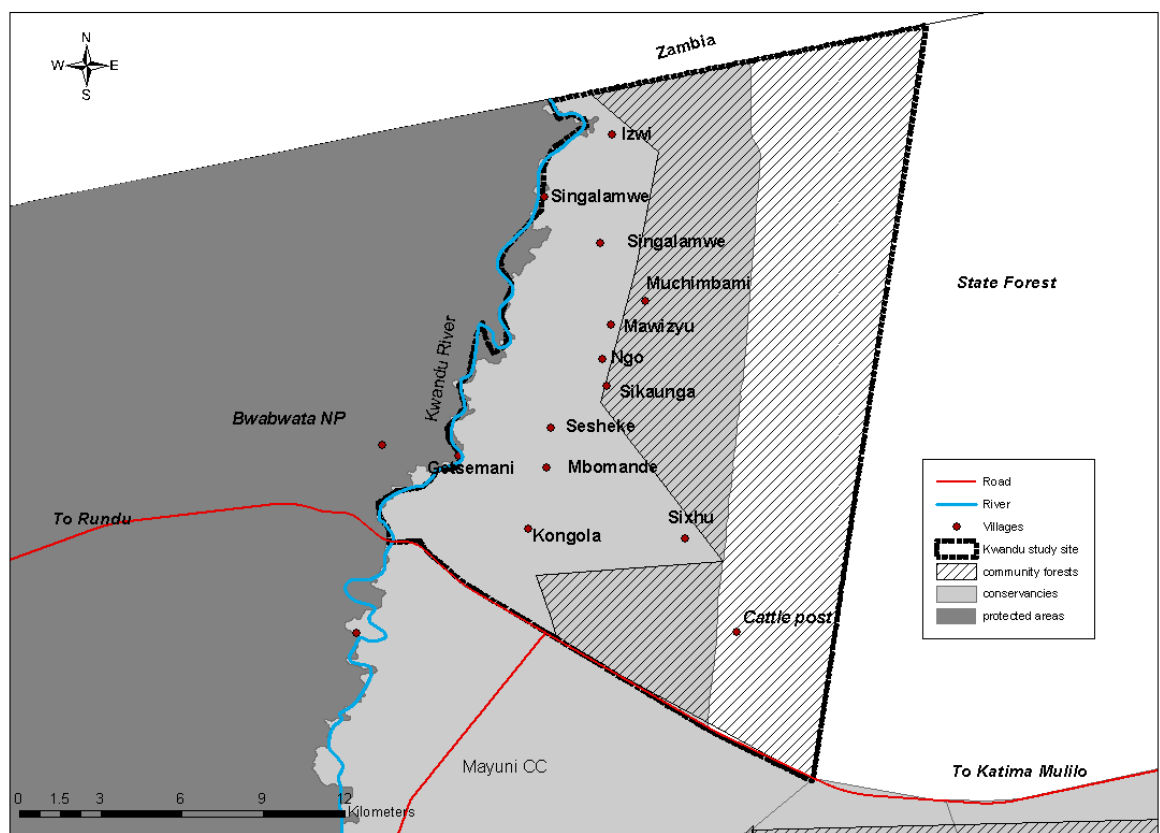 N
W E
S
Zambia
Izwi
Singalamwe
Singalamwe
Muchimbami
State Forest
Mawizyu
Kwandu River
Ngo
Sikaunga
Bwabwata NP
Sesheke
Getsemani
Mbomande
To Rundu
Kongola
Sixhu
Road
River
Villages
Kwandu study site
community forests
conservancies
protected areas
Cattle post
Mayuni CC
To Katima Mulilo
0 1.5 3 6 9 12
Kilometers